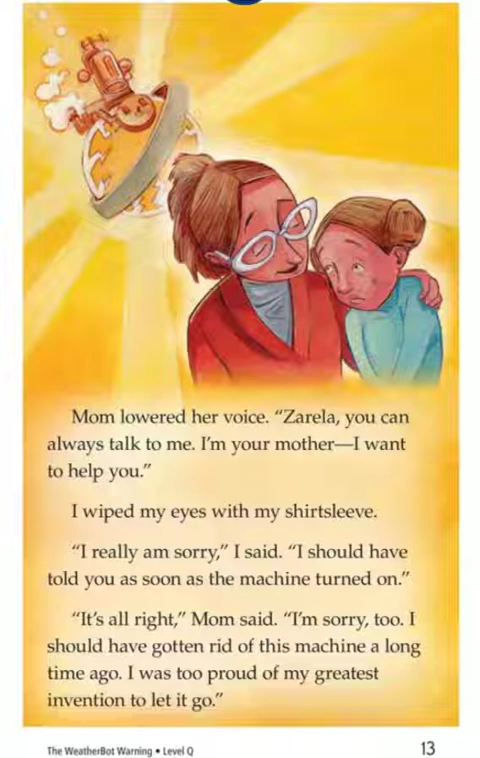 Mom lowered her voice. “Zarela, you can
always talk to me. I’m your mother—I want
to help you.”
I wiped my eyes with my shirtsleeve.
“I really am sorry,” I said. “I should have
told you as soon as the machine turned on.”
“It’s all right,” Mom said. “I’m sorry, too. I
should have gotten rid of this machine a long
time ago. I was too proud of my greatest
invention to let it go.”
The WeatherBot Warning • Level Q
13